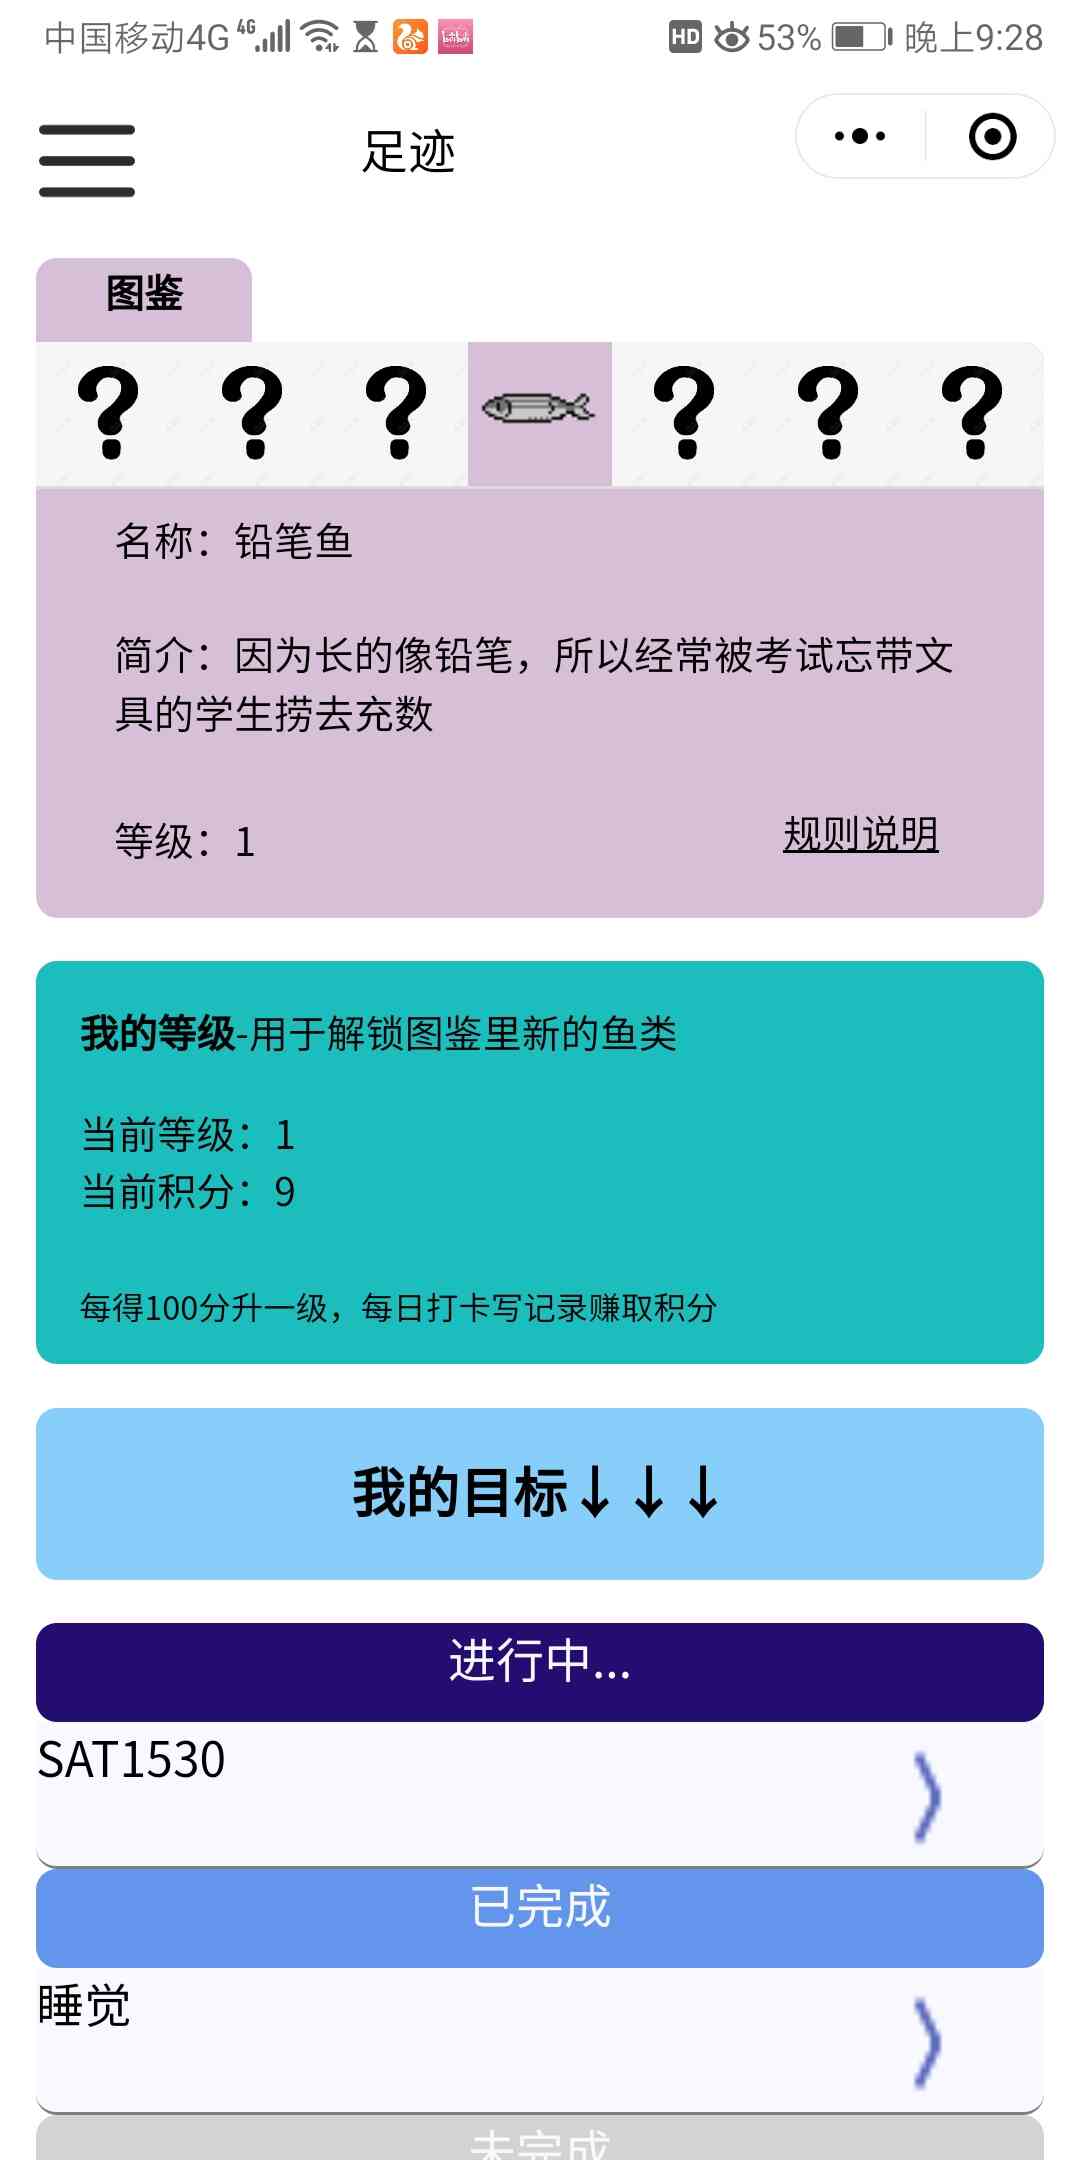 中国移动4G 4G HD 53% 晚上9:28
足迹
图鉴
? ? ? ? ? ?
名称：铅笔鱼
简介：因为长的像铅笔，所以经常被考试忘带文
具的学生捞去充数
等级：1
规则说明
我的等级-用于解锁图鉴里新的鱼类
当前等级：1
当前积分：9
每得100分升一级，每日打卡写记录赚取积分
我的目标↓↓↓
进行中...
SAT1530
已完成
睡觉
未完成